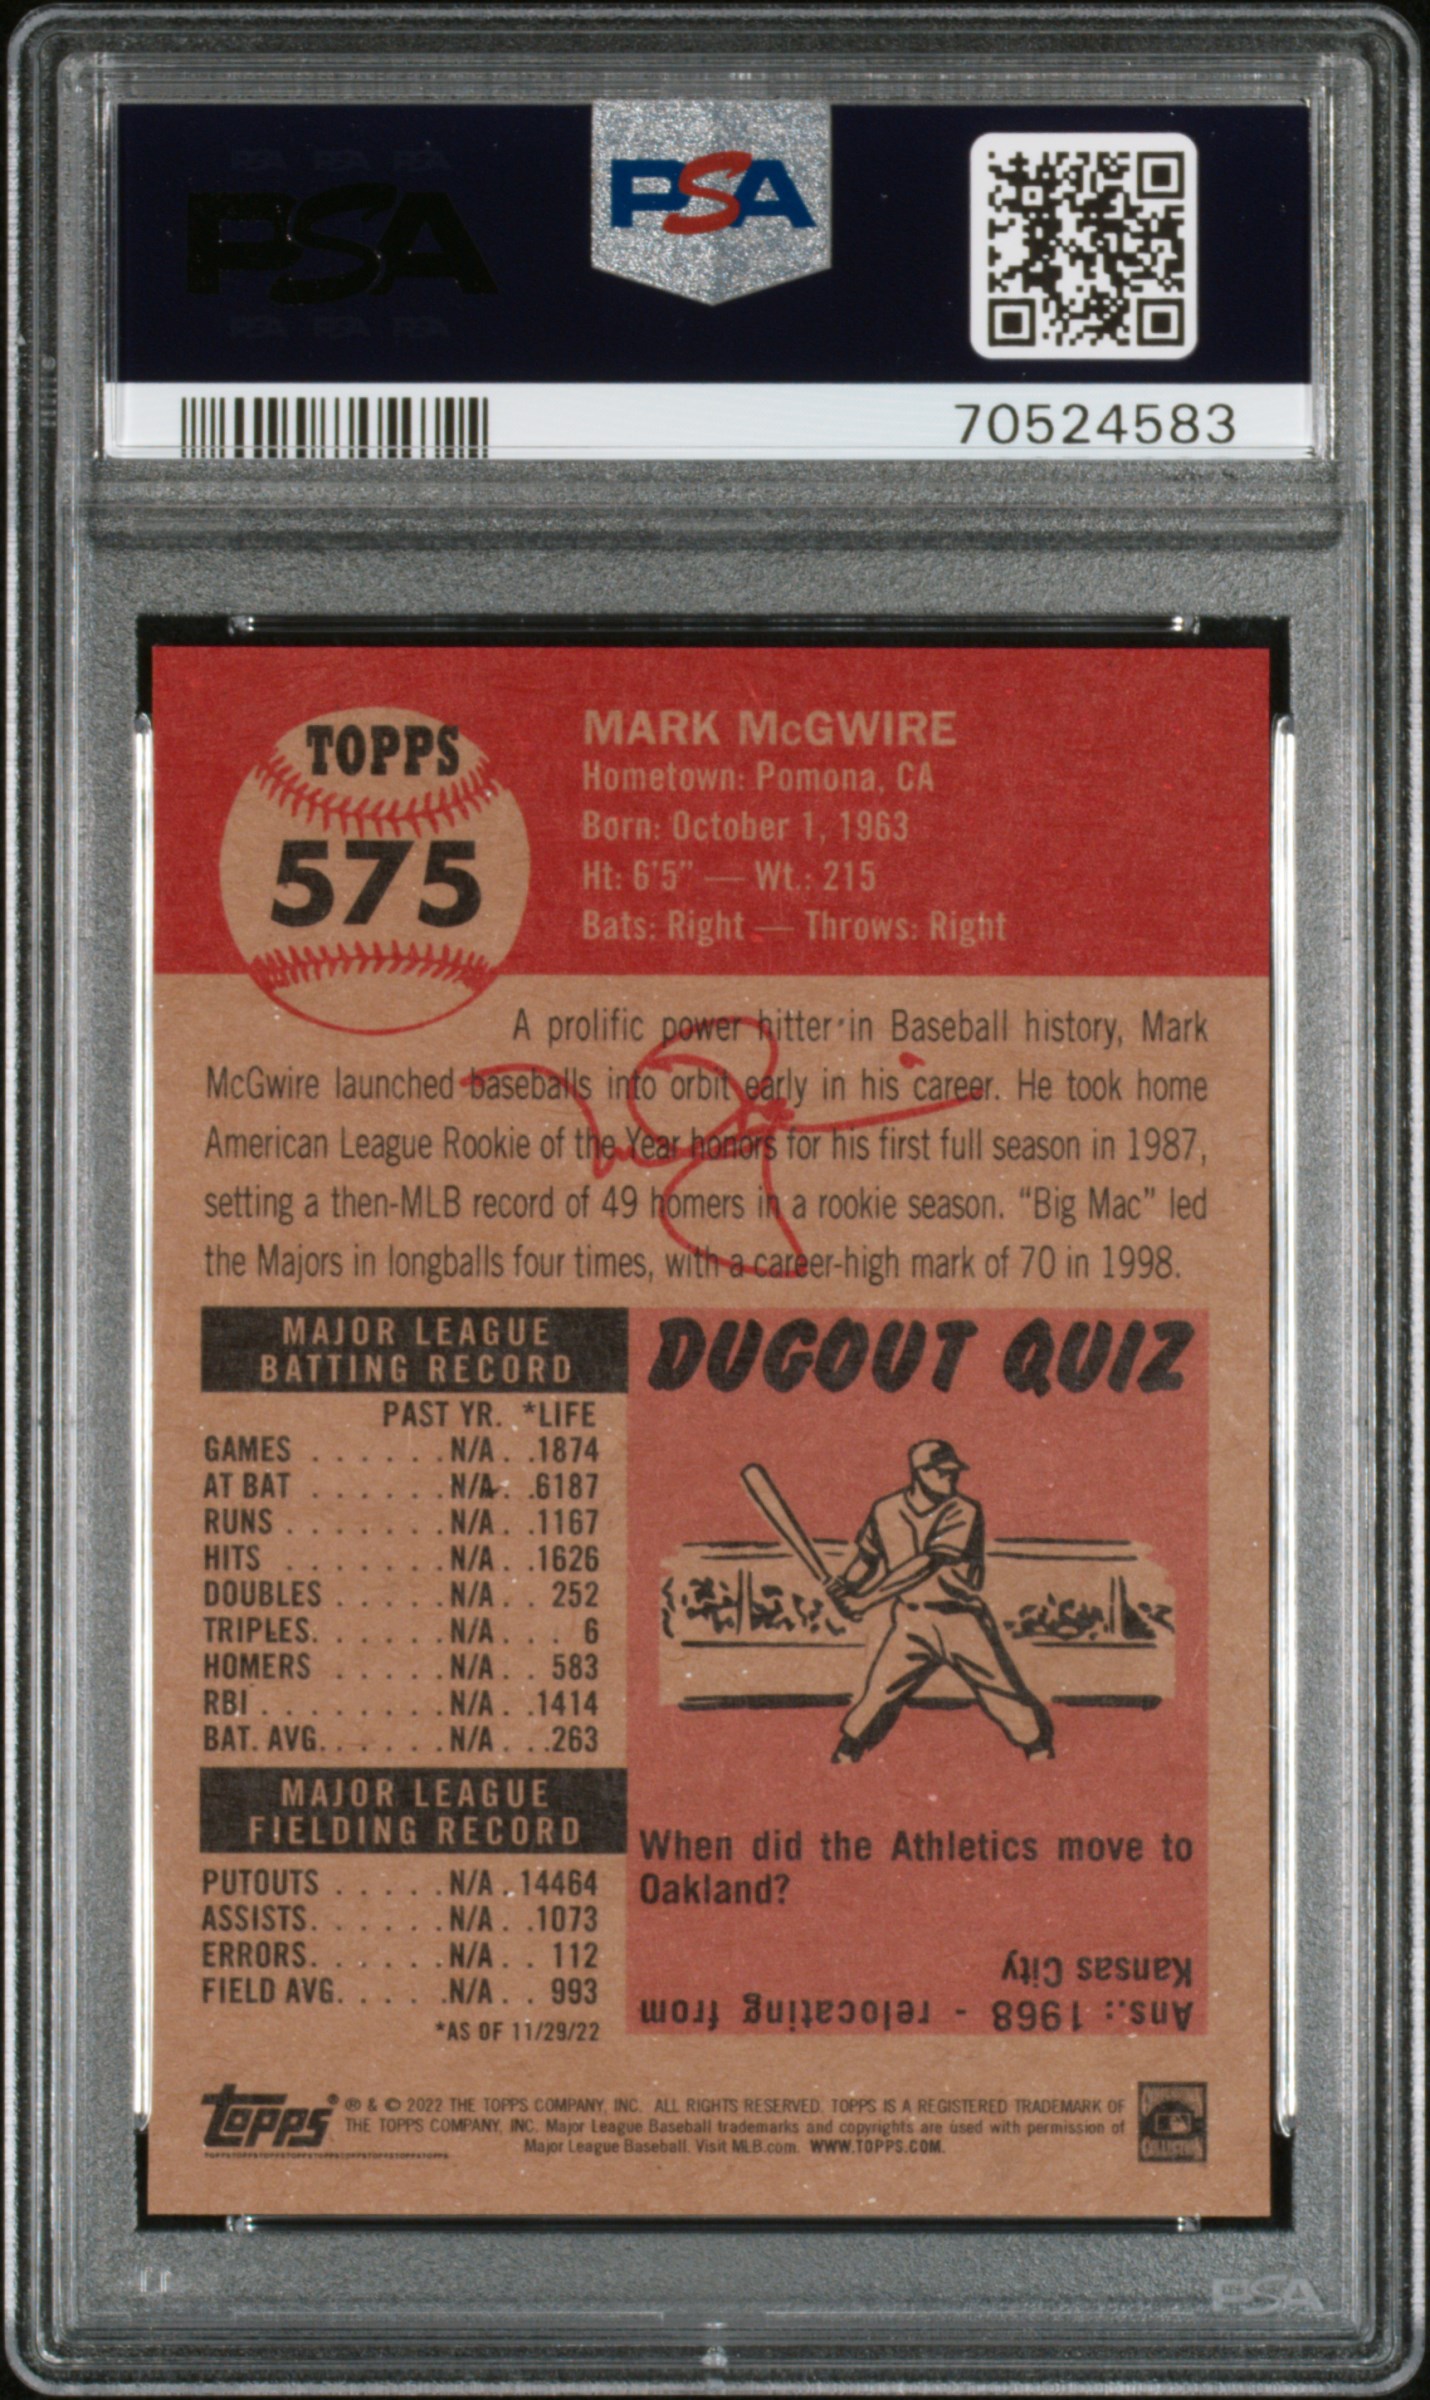 PSA PSA PSA
PSA
PSA PSA PSA
PSA
70524583
TOPPS
575
MARK McGWIRE
Hometown: Pomona, CA
Born: October 1, 1963
Ht: 6'5" — Wt.: 215
Bats: Right — Throws: Right
A prolific power hitter in Baseball history, Mark
McGwire launched baseballs into orbit early in his career. He took home
American League Rookie of the Year honors for his first full season in 1987,
setting a then-MLB record of 49 homers in a rookie season. “Big Mac” led
the Majors in longballs four times, with a career-high mark of 70 in 1998.
MAJOR LEAGUE
BATTING RECORD
PAST YR. *LIFE
GAMES . . . . . . N/A . . 1874
AT BAT . . . . . . N/A . . 6187
RUNS . . . . . . . N/A . . 1167
HITS . . . . . . . N/A . . 1626
DOUBLES . . . . . N/A . . 252
TRIPLES. . . . . . N/A . . . 6
HOMERS . . . . . N/A . . 583
RBI . . . . . . . . N/A . . 1414
BAT. AVG. . . . . . N/A . . .263
MAJOR LEAGUE
FIELDING RECORD
PUTOUTS . . . . . N/A . 14464
ASSISTS. . . . . . N/A . . 1073
ERRORS. . . . . . N/A . . 112
FIELD AVG. . . . . N/A . . 993
*AS OF 11/29/22
DUGOUT QUIZ
When did the Athletics move to
Oakland?
Ans.: 1968 - relocating from
Kansas City
Topps
® & © 2022 THE TOPPS COMPANY, INC. ALL RIGHTS RESERVED. TOPPS IS A REGISTERED TRADEMARK OF
THE TOPPS COMPANY, INC. Major League Baseball trademarks and copyrights are used with permission of
Major League Baseball. Visit MLB.com. WWW.TOPPS.COM.
PSA